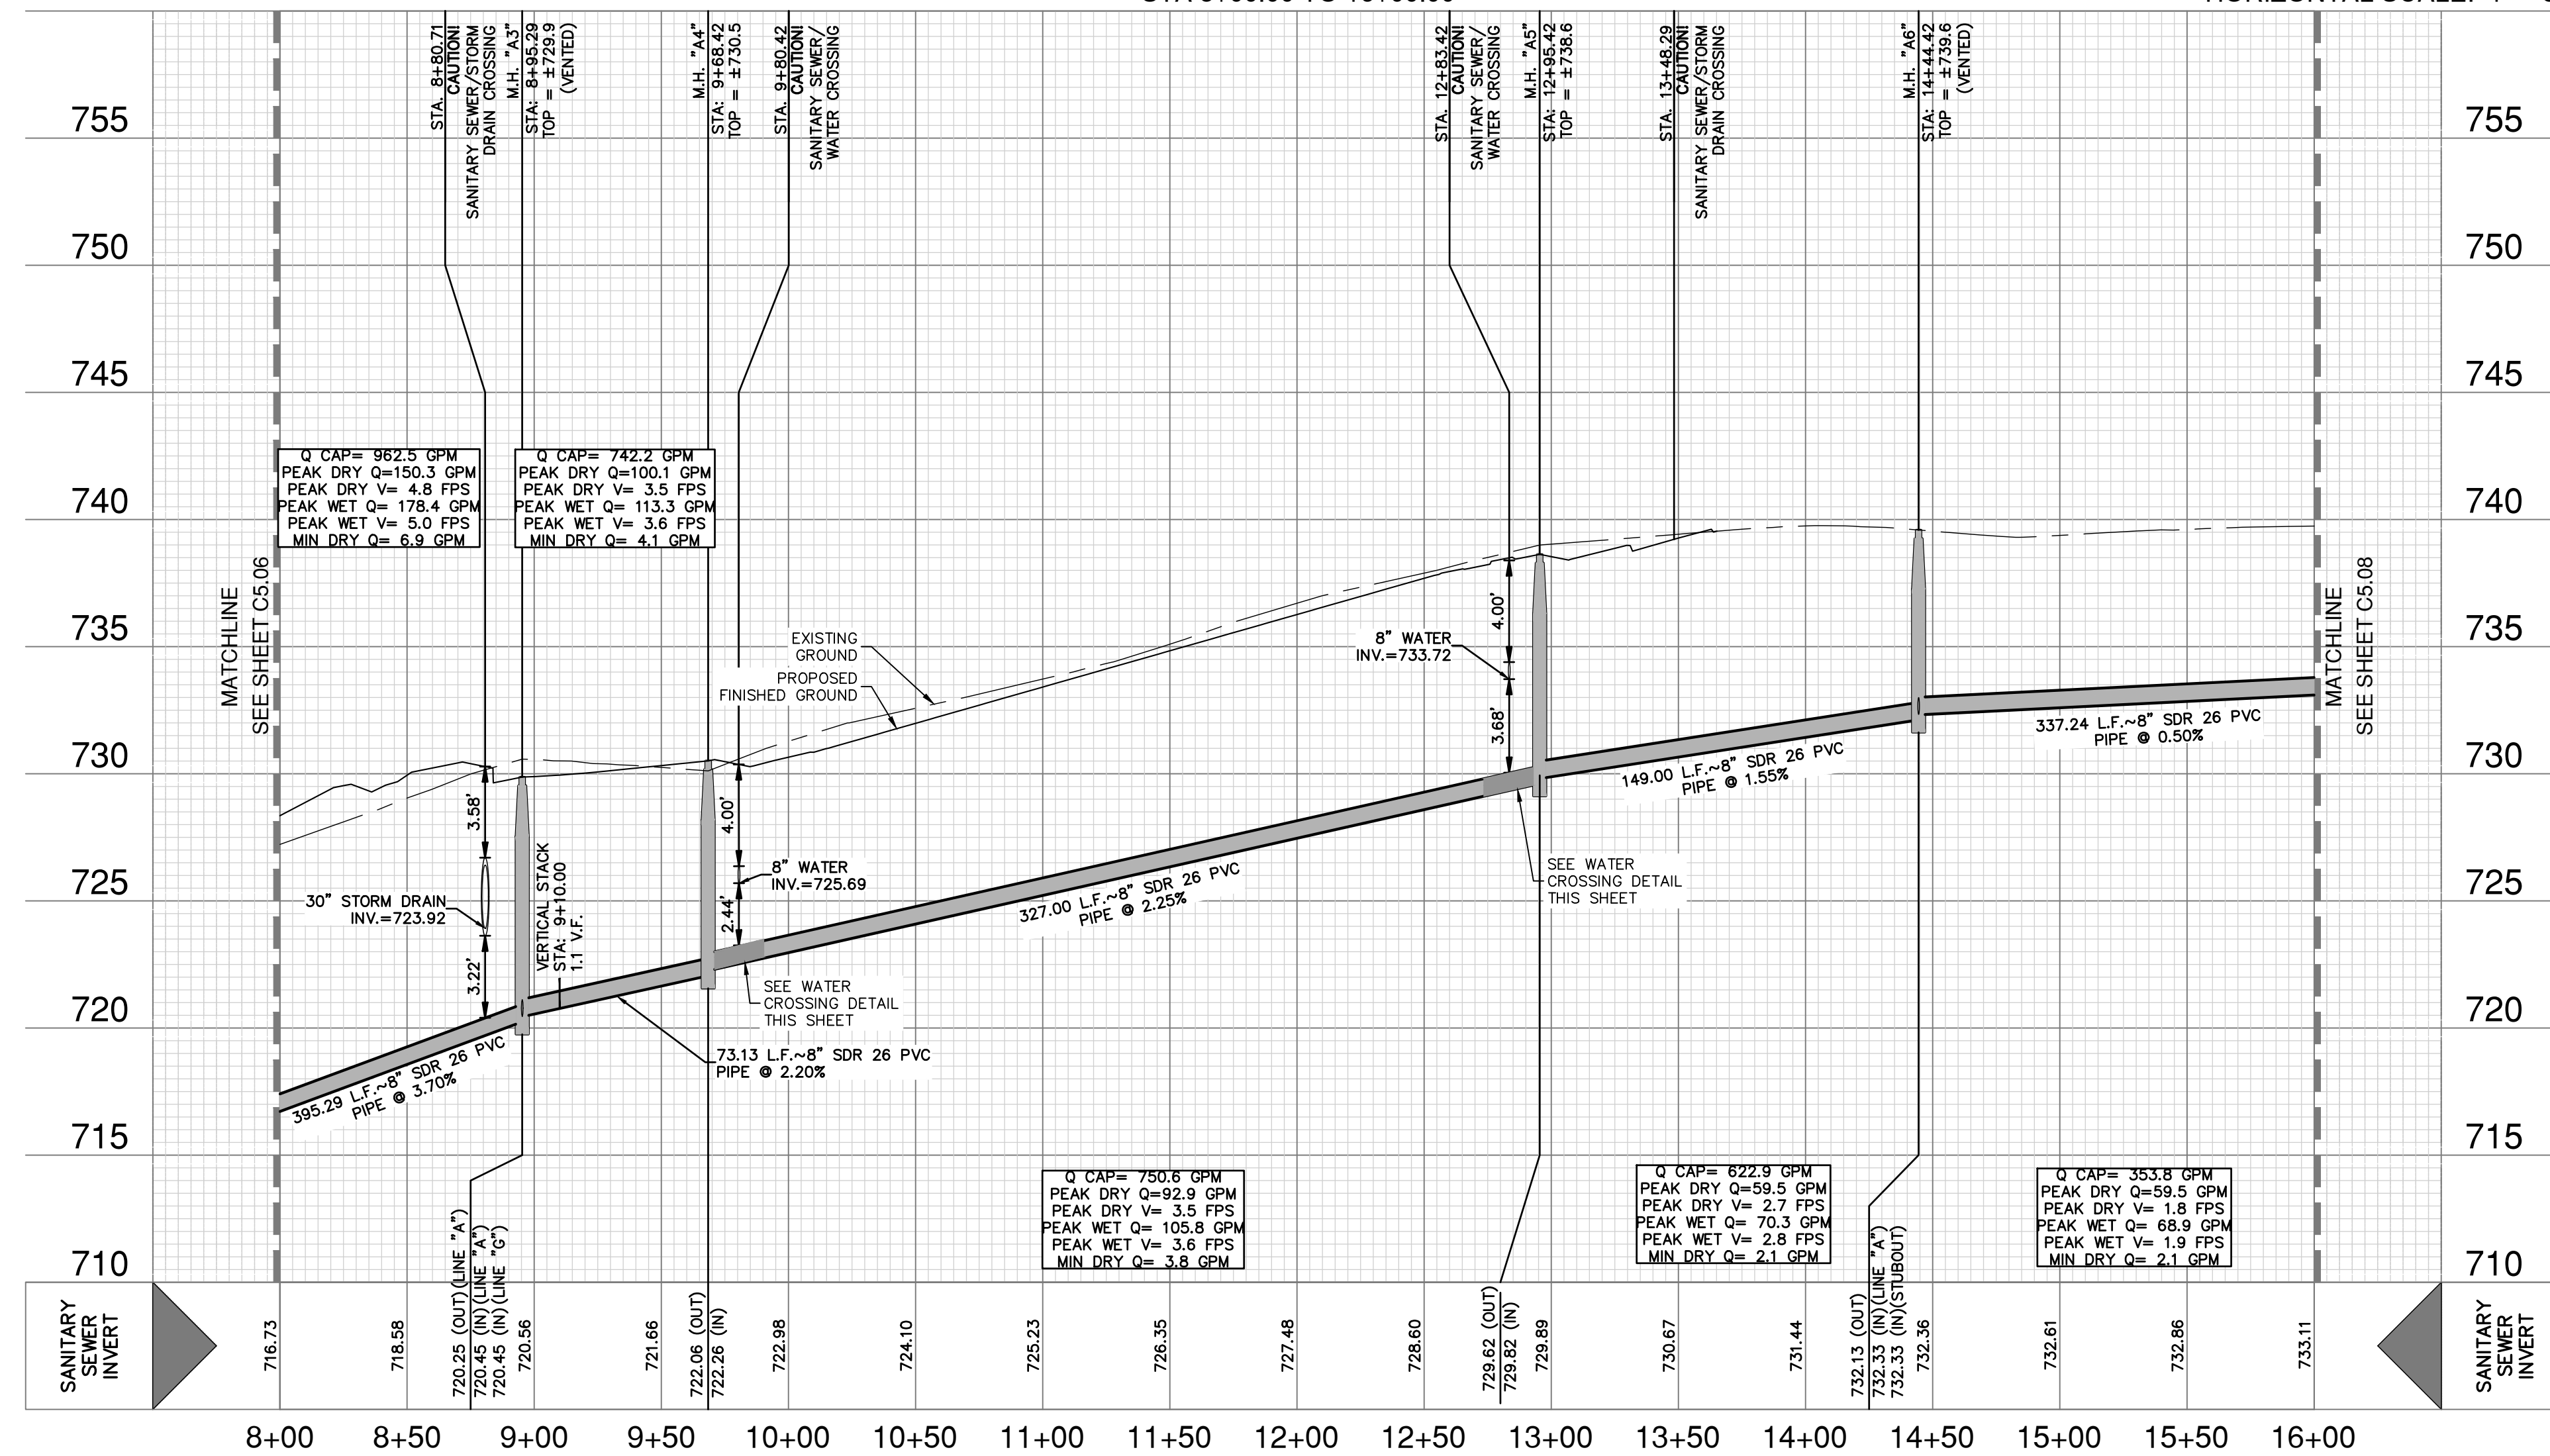 STA. 8+80.71
CAUTION!
SANITARY SEWER/STORM
DRAIN CROSSING
M.H. "A3"
STA: 8+95.29
TOP = ±729.9
(VENTED)
M.H. "A4"
STA: 9+68.42
TOP = ±730.5
STA. 9+80.42
CAUTION!
SANITARY SEWER/
WATER CROSSING
STA. 12+83.42
CAUTION!
SANITARY SEWER/
WATER CROSSING
M.H. "A5"
STA: 12+95.42
TOP = ±738.6
STA. 13+48.29
CAUTION!
SANITARY SEWER/STORM
DRAIN CROSSING
M.H. "A6"
STA: 14+44.42
TOP = ±739.6
(VENTED)
755
755
750
750
745
745
740
740
735
735
730
730
725
725
720
720
715
715
710
710
Q CAP= 962.5 GPM
PEAK DRY Q=150.3 GPM
PEAK DRY V= 4.8 FPS
PEAK WET Q= 178.4 GPM
PEAK WET V= 5.0 FPS
MIN DRY Q= 6.9 GPM
Q CAP= 742.2 GPM
PEAK DRY Q=100.1 GPM
PEAK DRY V= 3.5 FPS
PEAK WET Q= 113.3 GPM
PEAK WET V= 3.6 FPS
MIN DRY Q= 4.1 GPM
MATCHLINE
SEE SHEET C5.06
EXISTING
GROUND
PROPOSED
FINISHED GROUND
8" WATER
INV.=733.72
4.00'
3.68'
MATCHLINE
SEE SHEET C5.08
3.58'
30" STORM DRAIN
INV.=723.92
3.22'
VERTICAL STACK
STA: 9+10.00
1.1 V.F.
4.00'
8" WATER
INV.=725.69
2.44'
SEE WATER
CROSSING DETAIL
THIS SHEET
SEE WATER
CROSSING DETAIL
THIS SHEET
395.29 L.F.~8" SDR 26 PVC
PIPE @ 3.70%
73.13 L.F.~8" SDR 26 PVC
PIPE @ 2.20%
327.00 L.F.~8" SDR 26 PVC
PIPE @ 2.25%
149.00 L.F.~8" SDR 26 PVC
PIPE @ 1.55%
337.24 L.F.~8" SDR 26 PVC
PIPE @ 0.50%
Q CAP= 750.6 GPM
PEAK DRY Q=92.9 GPM
PEAK DRY V= 3.5 FPS
PEAK WET Q= 105.8 GPM
PEAK WET V= 3.6 FPS
MIN DRY Q= 3.8 GPM
Q CAP= 622.9 GPM
PEAK DRY Q=59.5 GPM
PEAK DRY V= 2.7 FPS
PEAK WET Q= 70.3 GPM
PEAK WET V= 2.8 FPS
MIN DRY Q= 2.1 GPM
Q CAP= 353.8 GPM
PEAK DRY Q=59.5 GPM
PEAK DRY V= 1.8 FPS
PEAK WET Q= 68.9 GPM
PEAK WET V= 1.9 FPS
MIN DRY Q= 2.1 GPM
SANITARY
SEWER
INVERT
716.73
718.58
720.25 (OUT)(LINE "A")
720.45 (IN)(LINE "A")
720.45 (IN)(LINE "G")
720.56
721.66
722.06 (OUT)
722.26 (IN)
722.98
724.10
725.23
726.35
727.48
728.60
729.62 (OUT)
729.82 (IN)
729.89
730.67
731.44
732.13 (OUT)
732.33 (IN)(LINE "A")
732.33 (IN)(STUBOUT)
732.36
732.61
732.86
733.11
SANITARY
SEWER
INVERT
8+00 8+50 9+00 9+50 10+00 10+50 11+00 11+50 12+00 12+50 13+00 13+50 14+00 14+50 15+00 15+50 16+00